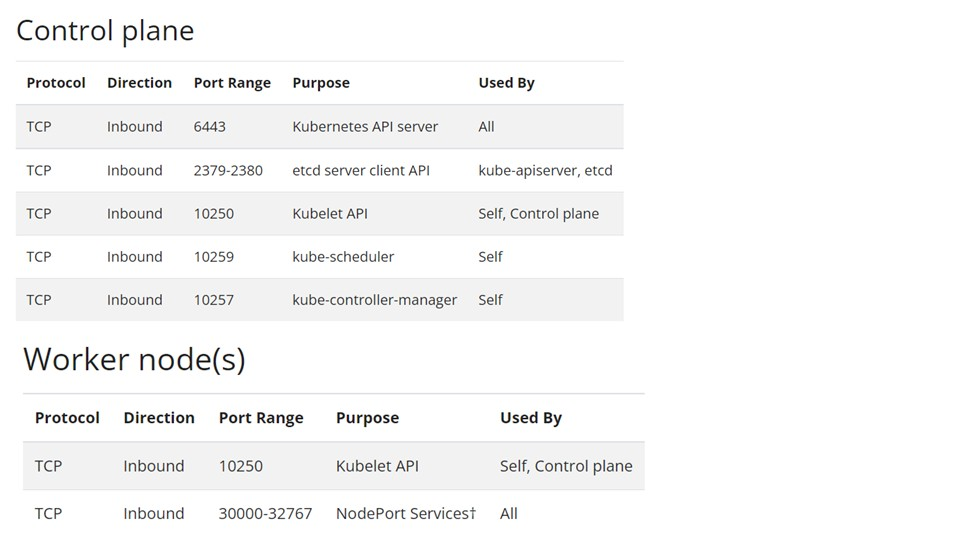 Control plane
Protocol Direction Port Range Purpose Used By
TCP Inbound 6443 Kubernetes API server All
TCP Inbound 2379-2380 etcd server client API kube-apiserver, etcd
TCP Inbound 10250 Kubelet API Self, Control plane
TCP Inbound 10259 kube-scheduler Self
TCP Inbound 10257 kube-controller-manager Self
Worker node(s)
Protocol Direction Port Range Purpose Used By
TCP Inbound 10250 Kubelet API Self, Control plane
TCP Inbound 30000-32767 NodePort Services† All